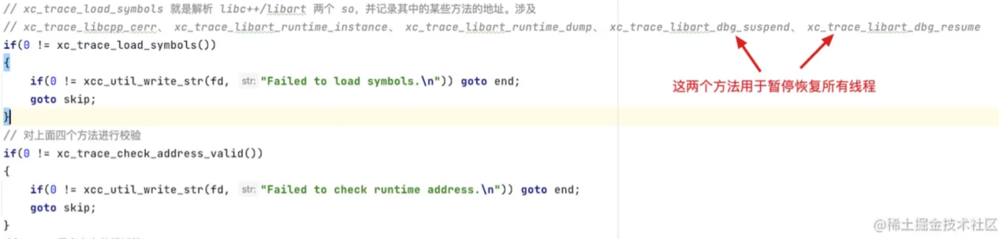 // xc_trace_load_symbols 就是解析 libc++/libart 两个 so，并记录其中的某些方法的地址。涉及
// xc_trace_libcpp_cerr、 xc_trace_libart_runtime_instance、 xc_trace_libart_runtime_dump、 xc_trace_libart_dbg_suspend、 xc_trace_libart_dbg_resume
if(0 != xc_trace_load_symbols())
{
if(0 != xcc_util_write_str(fd, str: "Failed to load symbols.\n")) goto end;
这两个方法用于暂停恢复所有线程
goto skip;
}
// 对上面四个方法进行校验
if(0 != xc_trace_check_address_valid())
{
if(0 != xcc_util_write_str(fd, str: "Failed to check runtime address.\n")) goto end;
goto skip;
}
@稀土掘金技术社区